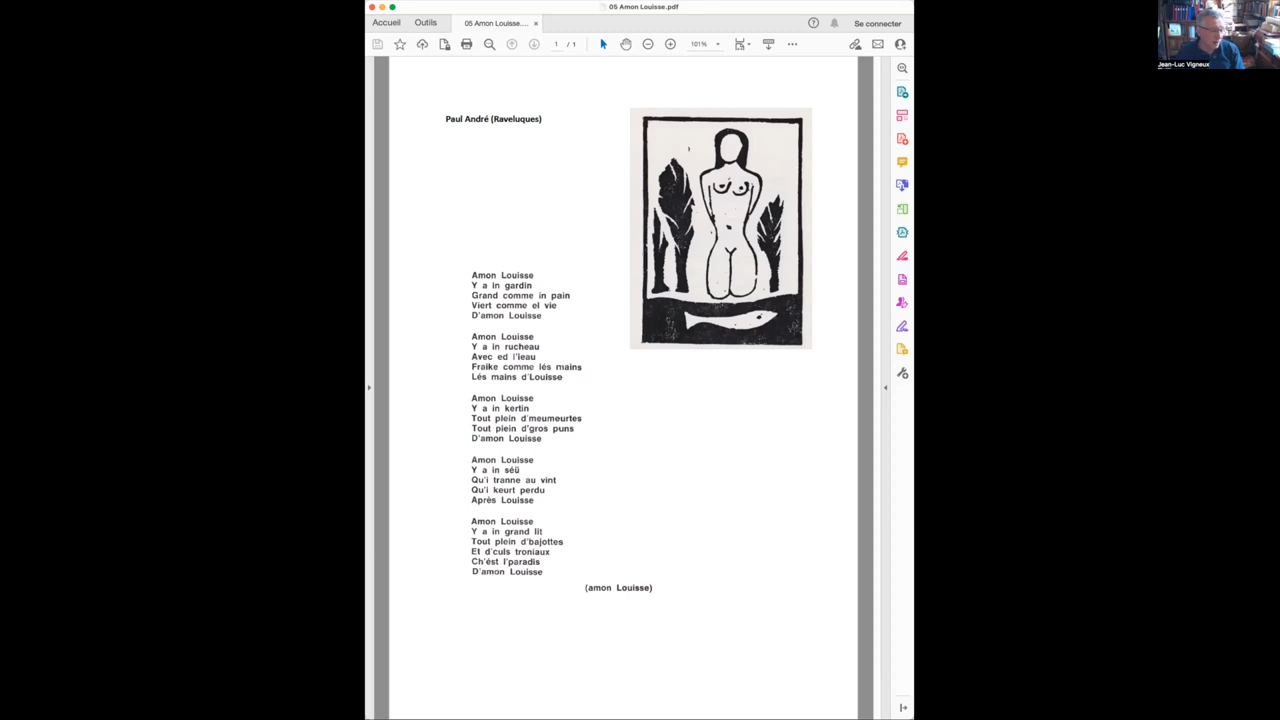 05 Amon Louisse.pdf
Accueil
Outils
05 Amon Louisse....
Se connecter
1 / 1
101%
Jean-Luc Vigneux
Paul André (Raveluques)
Amon Louisse
Y a in gardin
Grand comme in pain
Viert comme el vie
D'amon Louisse
Amon Louisse
Y a in rucheau
Avec ed l'ieau
Fraike comme lés mains
Lés mains d'Louisse
Amon Louisse
Y a in kertin
Tout plein d'meumeurtes
Tout plein d'gros puns
D'amon Louisse
Amon Louisse
Y a in séü
Qu'i tranne au vint
Qu'i keurt perdu
Après Louisse
Amon Louisse
Y a in grand lit
Tout plein d'bajottes
Et d'culs troniaux
Ch'ést l'paradis
D'amon Louisse
(amon Louisse)